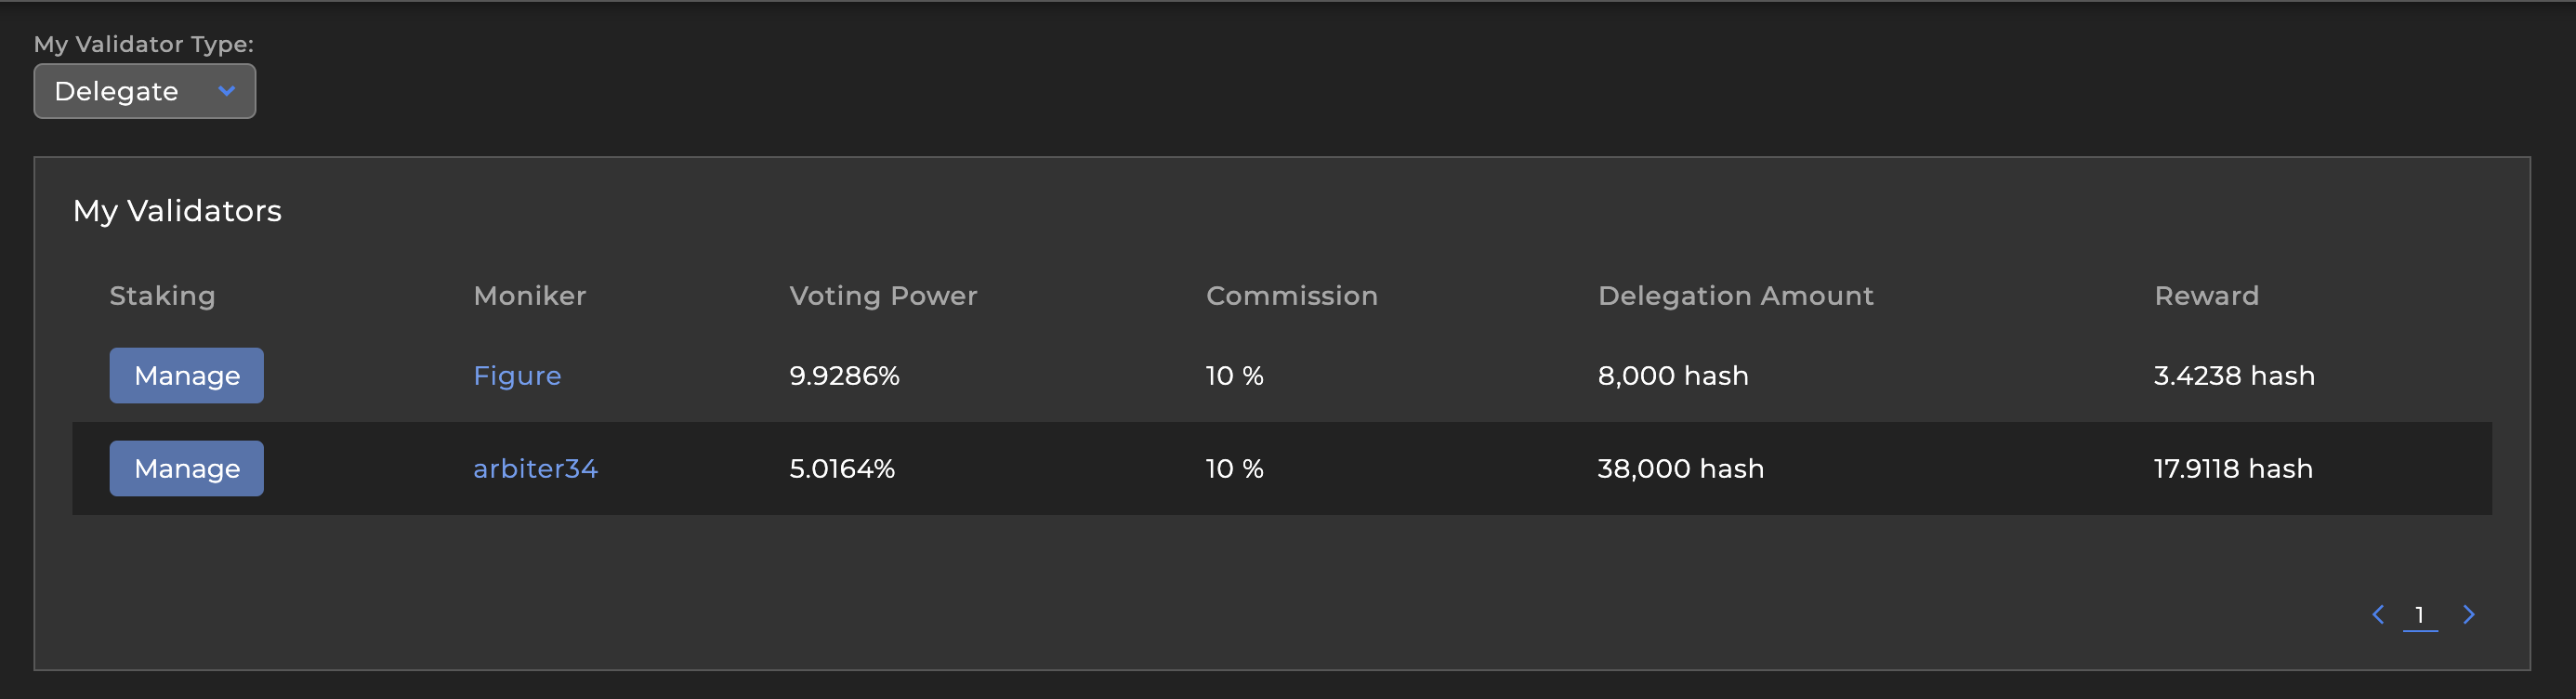 My Validator Type:
Delegate
My Validators
Staking Moniker Voting Power Commission Delegation Amount Reward
Manage Figure 9.9286% 10 % 8,000 hash 3.4238 hash
Manage arbiter34 5.0164% 10 % 38,000 hash 17.9118 hash
1